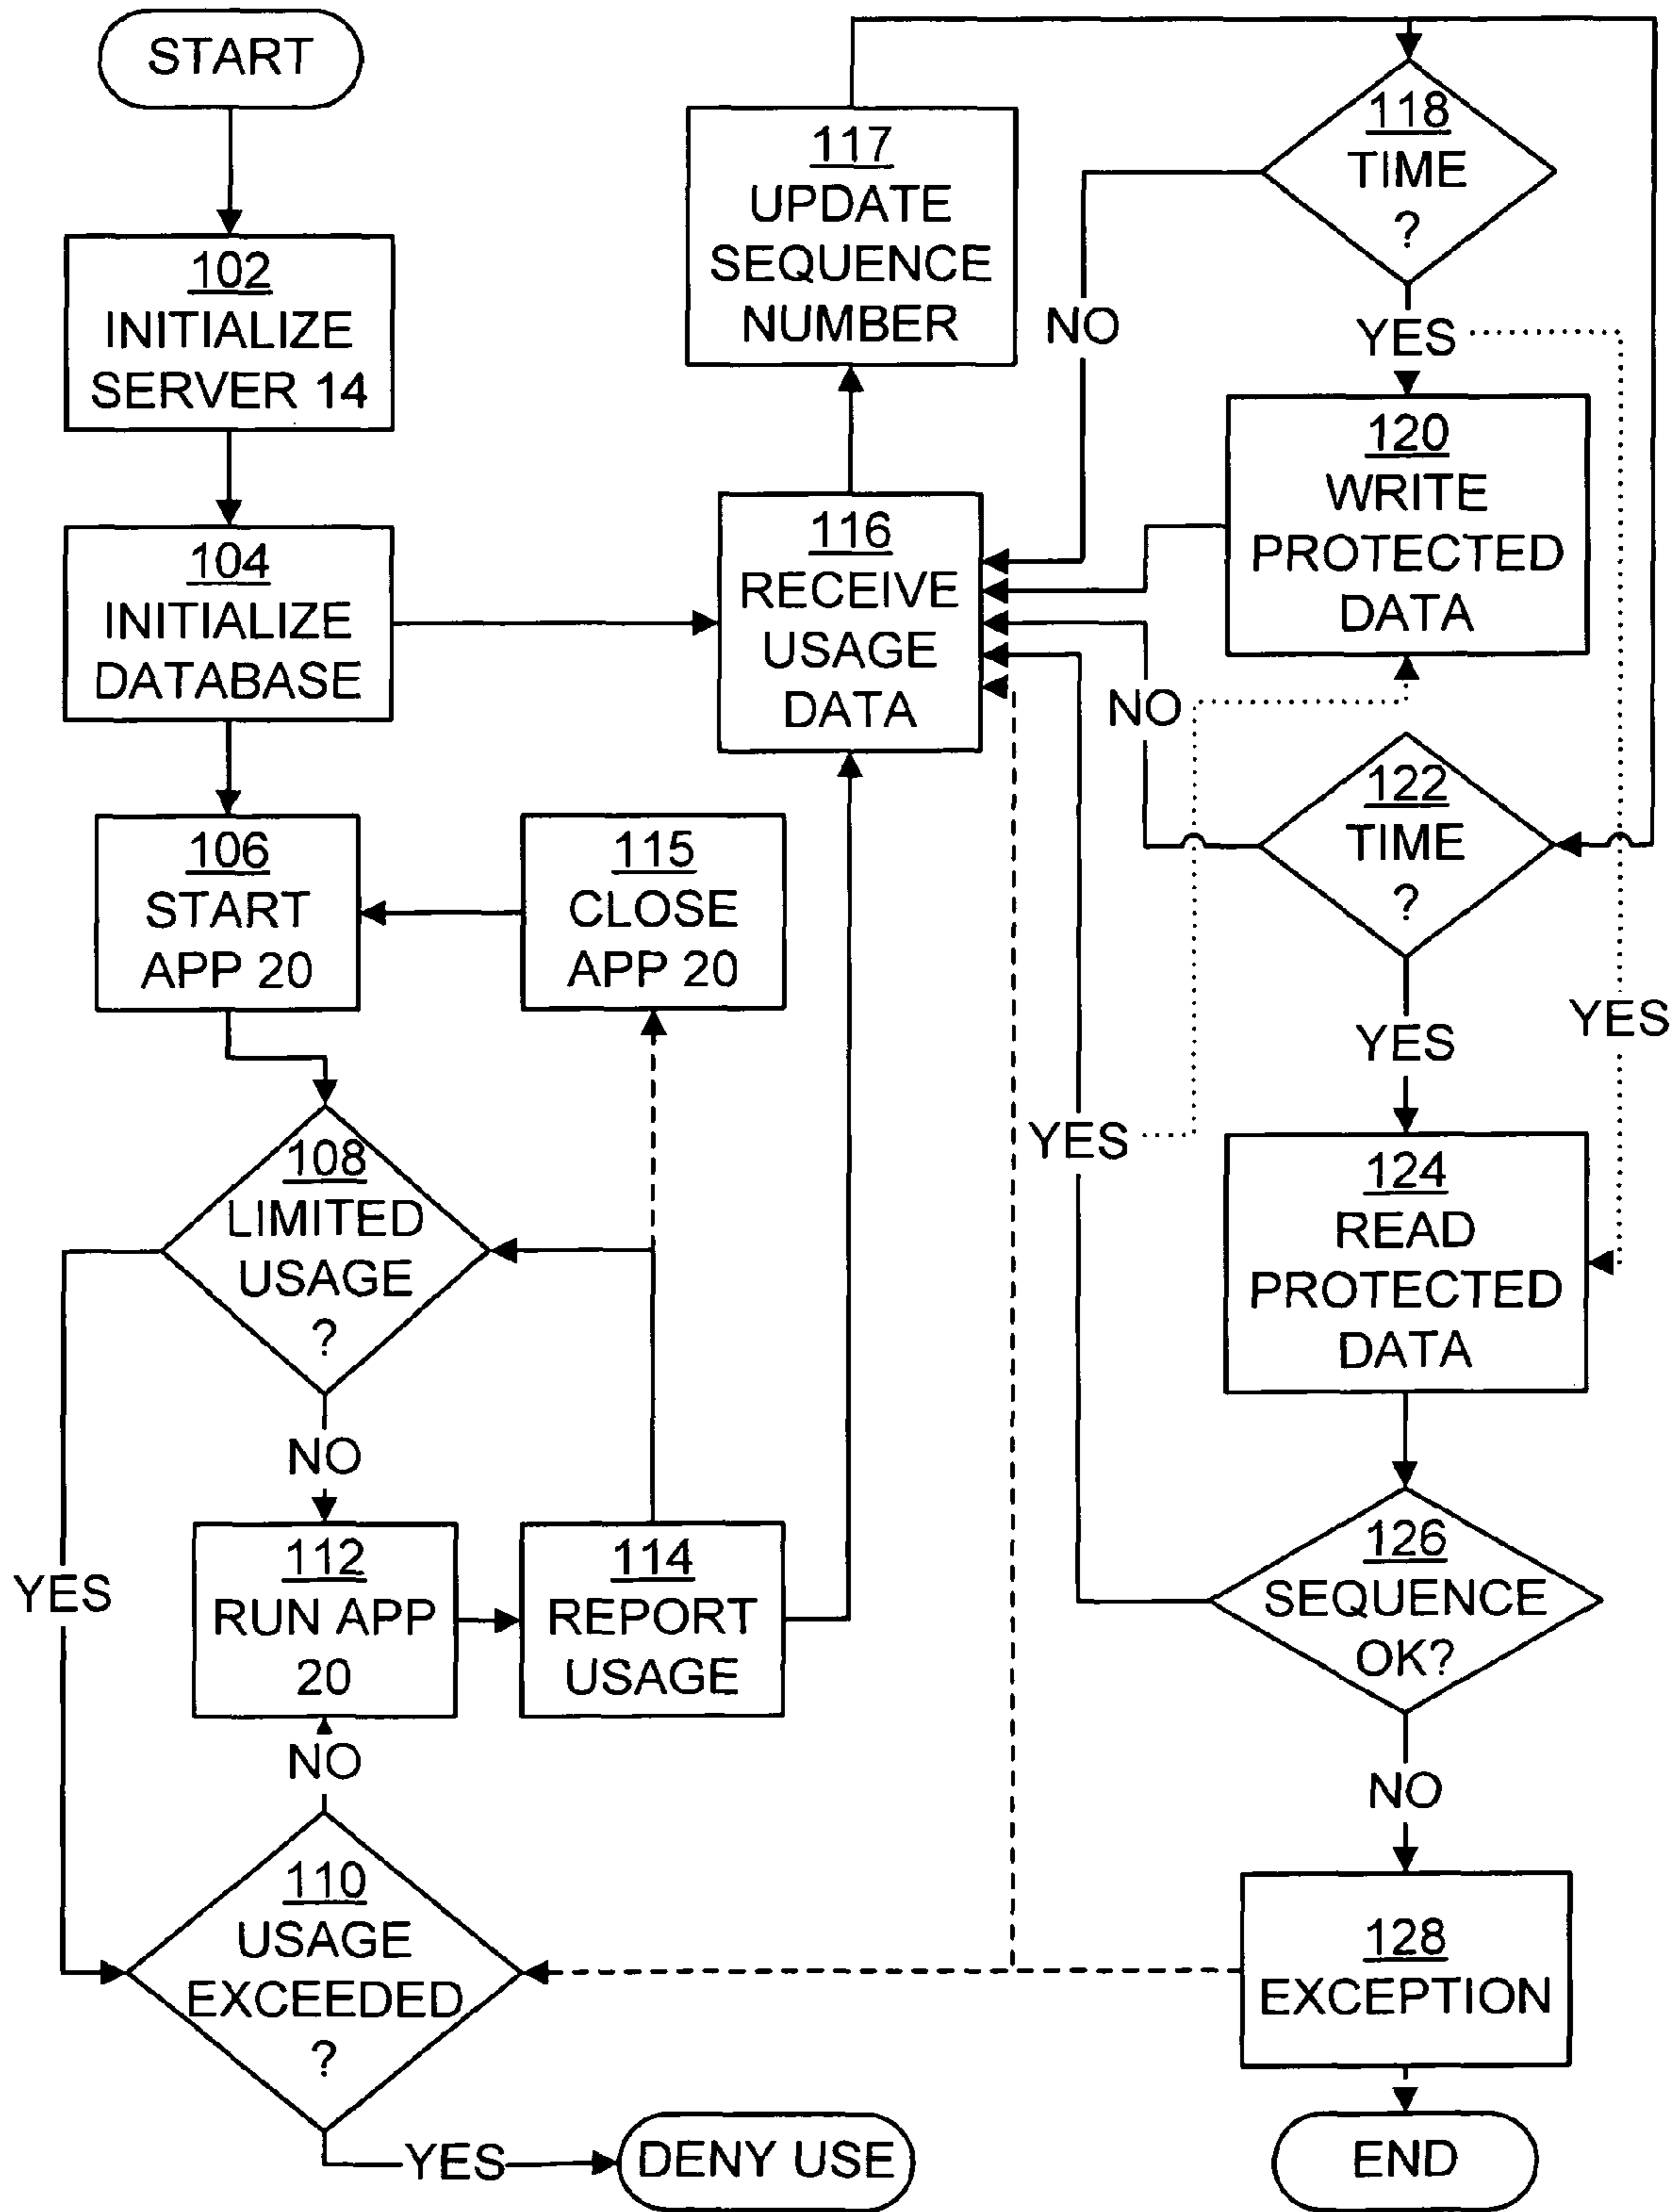 START
102
INITIALIZE
SERVER 14
104
INITIALIZE
DATABASE
106
START
APP 20
115
CLOSE
APP 20
108
LIMITED
USAGE
?
NO
YES
112
RUN APP
20
114
REPORT
USAGE
NO
110
USAGE
EXCEEDED
?
YES
DENY USE
117
UPDATE
SEQUENCE
NUMBER
116
RECEIVE
USAGE
DATA
118
TIME
?
NO
YES
120
WRITE
PROTECTED
DATA
NO
122
TIME
?
YES
YES
YES
124
READ
PROTECTED
DATA
126
SEQUENCE
OK?
NO
128
EXCEPTION
END